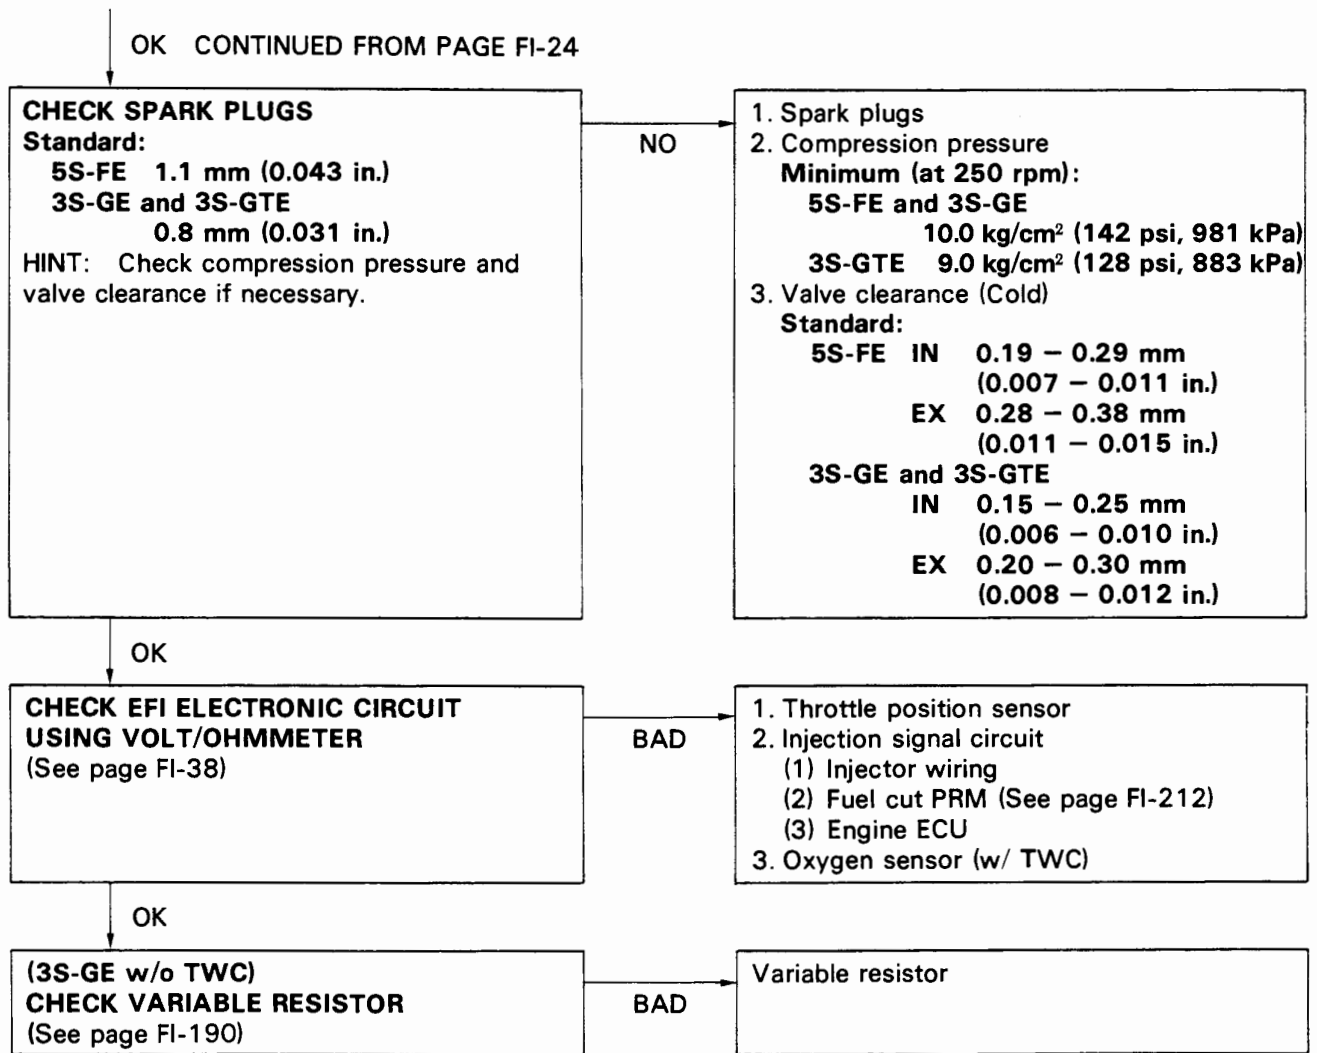 OK CONTINUED FROM PAGE FI-24
CHECK SPARK PLUGS
Standard:
5S-FE 1.1 mm (0.043 in.)
3S-GE and 3S-GTE
0.8 mm (0.031 in.)
HINT: Check compression pressure and
valve clearance if necessary.
NO
1. Spark plugs
2. Compression pressure
Minimum (at 250 rpm):
5S-FE and 3S-GE
10.0 kg/cm² (142 psi, 981 kPa)
3S-GTE 9.0 kg/cm² (128 psi, 883 kPa)
3. Valve clearance (Cold)
Standard:
5S-FE IN 0.19 — 0.29 mm
(0.007 — 0.011 in.)
EX 0.28 — 0.38 mm
(0.011 — 0.015 in.)
3S-GE and 3S-GTE
IN 0.15 — 0.25 mm
(0.006 — 0.010 in.)
EX 0.20 — 0.30 mm
(0.008 — 0.012 in.)
OK
CHECK EFI ELECTRONIC CIRCUIT
USING VOLT/OHMMETER
(See page FI-38)
BAD
1. Throttle position sensor
2. Injection signal circuit
(1) Injector wiring
(2) Fuel cut PRM (See page FI-212)
(3) Engine ECU
3. Oxygen sensor (w/ TWC)
OK
(3S-GE w/o TWC)
CHECK VARIABLE RESISTOR
(See page FI-190)
BAD
Variable resistor